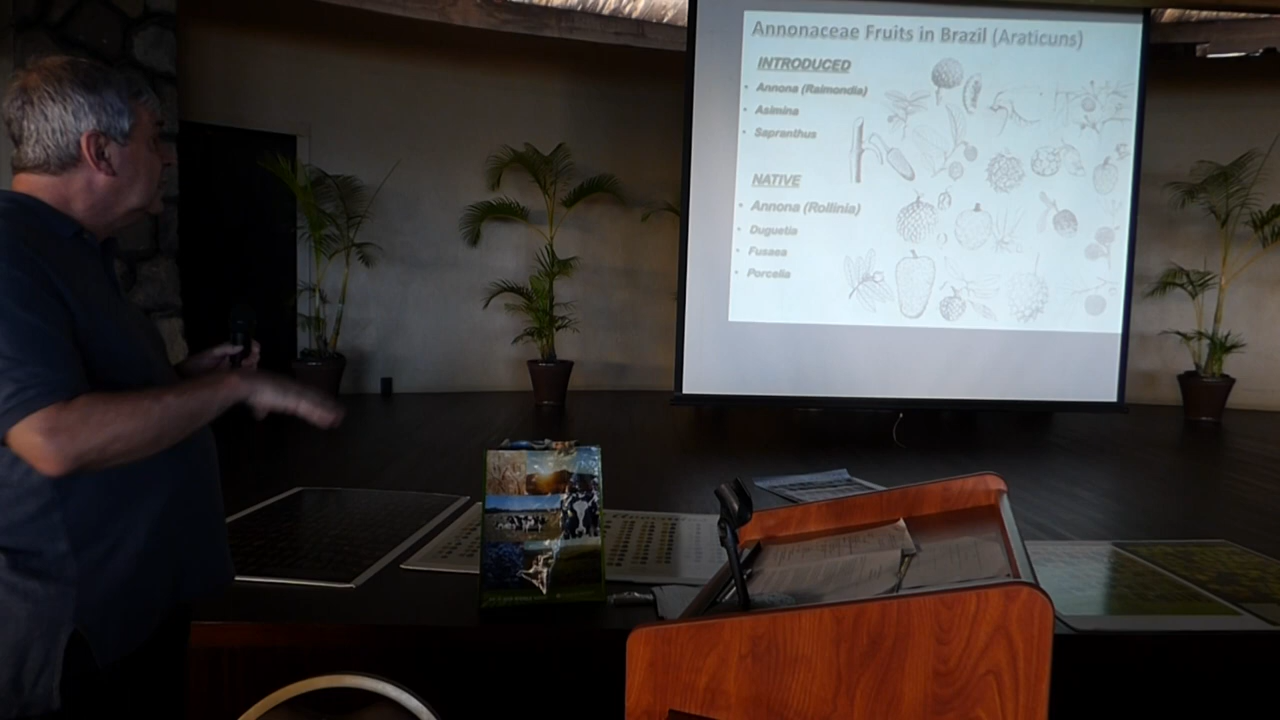 Annonaceae Fruits in Brazil (Araticuns)
INTRODUCED
• Annona (Raimondia)
• Asimina
• Sapranthus
NATIVE
• Annona (Rollinia)
• Duguetia
• Fusaea
• Porcelia